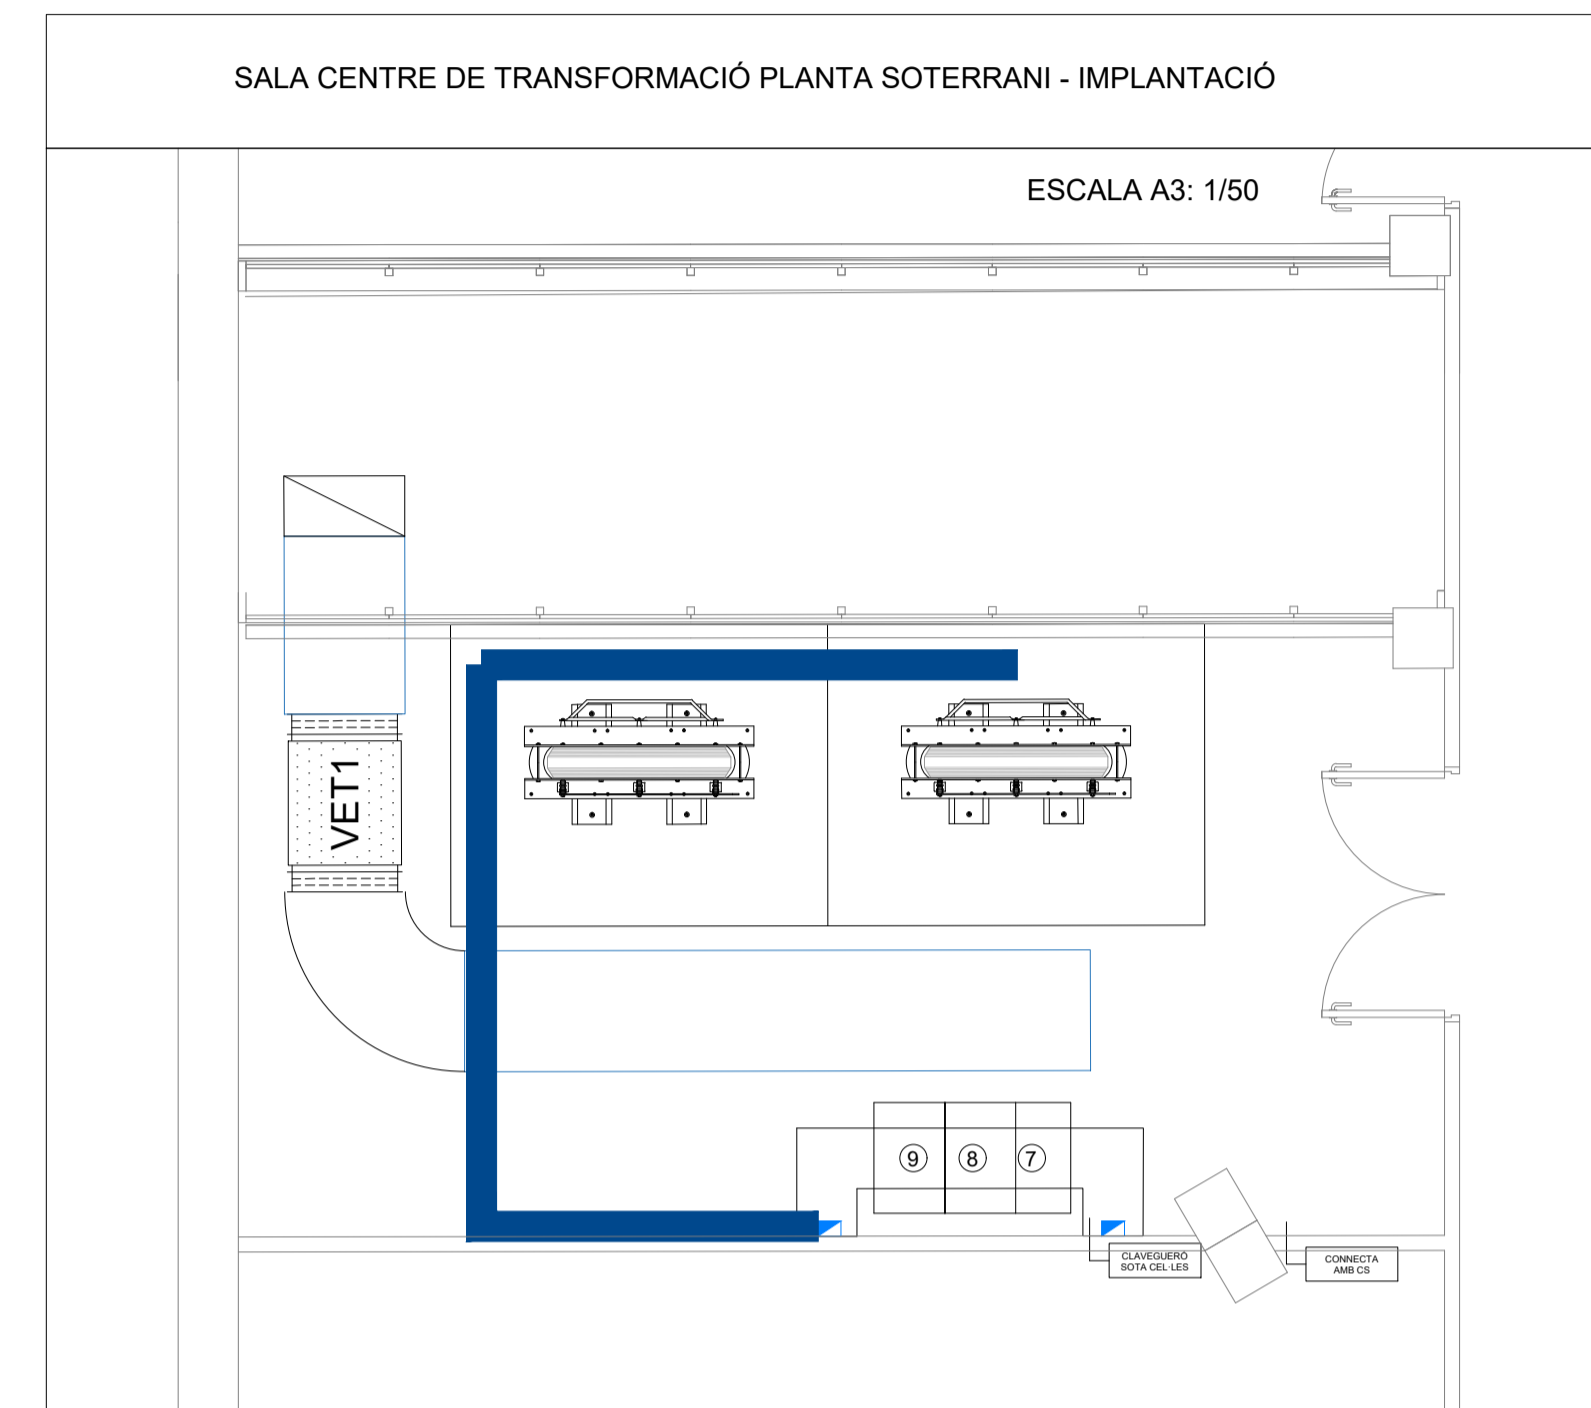 SALA CENTRE DE TRANSFORMACIÓ PLANTA SOTERRANI - IMPLANTACIÓ
ESCALA A3: 1/50
VET1
9 8 7
CLAVEGUERÓ
SOTA CEL·LES
CONNECTA
AMB CS